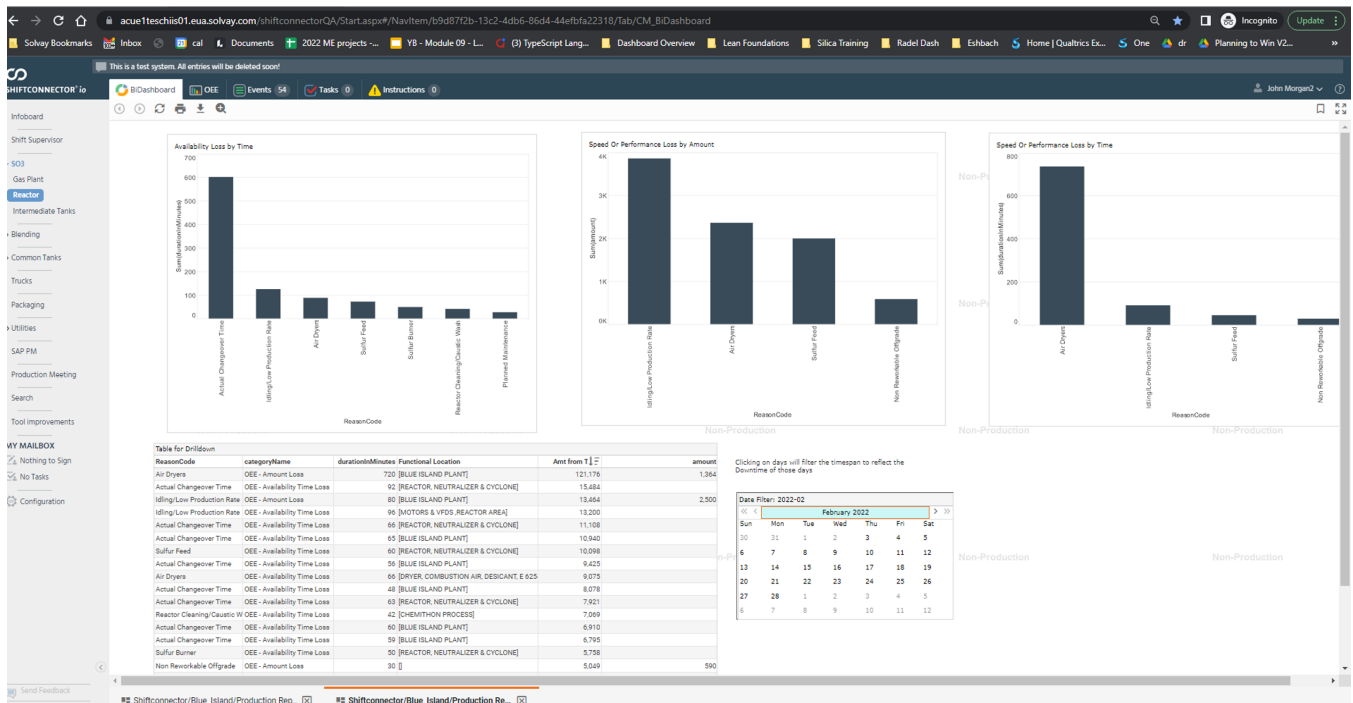 acue1teschiis01.eua.solvay.com/shiftconnectorQA/Start.aspx#/NavItem/b9d87f2b-13c2-4db6-86d4-44efbfa22318/Tab/CM_BiDashboard
Incognito
Update
Solvay Bookmarks
Inbox
cal
Documents
2022 ME projects -...
YB - Module 09 - L...
(3) TypeScript Lang...
Dashboard Overview
Lean Foundations
Silica Training
Radel Dash
Eshbach
Home | Qualtrics Ex...
One
dr
Planning to Win V2...
»
This is a test system. All entries will be deleted soon!
SHIFTCONNECTOR® io
BiDashboard
OEE
Events 54
Tasks 0
Instructions 0
John Morgan2
Infoboard
Shift Supervisor
SO3
Gas Plant
Reactor
Intermediate Tanks
Blending
Common Tanks
Trucks
Packaging
Utilities
SAP PM
Production Meeting
Search
Tool Improvements
MY MAILBOX
Nothing to Sign
No Tasks
Configuration
Send Feedback
Availability Loss by Time
700
600
500
400
300
200
100
0
Sum(durationInMinutes)
Actual Changeover Time
Idling/Low Production Rate
Air Dryers
Sulfur Feed
Sulfur Burner
Reactor Cleaning/Caustic Wash
Planned Maintenance
ReasonCode
Speed Or Performance Loss by Amount
4K
3K
2K
1K
0K
Sum(amount)
Idling/Low Production Rate
Air Dryers
Sulfur Feed
Non Reworkable Offgrade
ReasonCode
Speed Or Performance Loss by Time
800
600
400
200
0
Sum(durationInMinutes)
Air Dryers
Idling/Low Production Rate
Sulfur Feed
Non Reworkable Offgrade
ReasonCode
Non-Pr
Non-P
Non-Production
Non-Production
Non-Production
Non-Production
Non-Production
Table for Drilldown
ReasonCode categoryName durationInMinutes Functional Location Amt from T amount
Air Dryers OEE - Amount Loss 720 [BLUE ISLAND PLANT] 121,176 1,364
Actual Changeover Time OEE - Availability Time Loss 92 [REACTOR, NEUTRALIZER & CYCLONE] 15,484
Idling/Low Production Rate OEE - Amount Loss 80 [BLUE ISLAND PLANT] 13,464 2,500
Idling/Low Production Rate OEE - Availability Time Loss 96 [MOTORS & VFDS ,REACTOR AREA] 13,200
Actual Changeover Time OEE - Availability Time Loss 66 [REACTOR, NEUTRALIZER & CYCLONE] 11,108
Actual Changeover Time OEE - Availability Time Loss 65 [BLUE ISLAND PLANT] 10,940
Sulfur Feed OEE - Availability Time Loss 60 [REACTOR, NEUTRALIZER & CYCLONE] 10,098
Actual Changeover Time OEE - Availability Time Loss 56 [BLUE ISLAND PLANT] 9,425
Air Dryers OEE - Availability Time Loss 66 [DRYER, COMBUSTION AIR, DESICANT, E 625- 9,075
Actual Changeover Time OEE - Availability Time Loss 48 [BLUE ISLAND PLANT] 8,078
Actual Changeover Time OEE - Availability Time Loss 63 [REACTOR, NEUTRALIZER & CYCLONE] 7,921
Reactor Cleaning/Caustic W OEE - Availability Time Loss 42 [CHEMITHON PROCESS] 7,069
Actual Changeover Time OEE - Availability Time Loss 60 [BLUE ISLAND PLANT] 6,910
Actual Changeover Time OEE - Availability Time Loss 59 [BLUE ISLAND PLANT] 6,795
Sulfur Burner OEE - Availability Time Loss 50 [REACTOR, NEUTRALIZER & CYCLONE] 5,758
Non Reworkable Offgrade OEE - Amount Loss 30 [] 5,049 590
Clicking on days will filter the timespan to reflect the
Downtime of those days
Date Filter: 2022-02
« < February 2022 > »
Sun Mon Tue Wed Thu Fri Sat
30 31 1 2 3 4 5
6 7 8 9 10 11 12
13 14 15 16 17 18 19
20 21 22 23 24 25 26
27 28 1 2 3 4 5
6 7 8 9 10 11 12
Shiftconnector/Blue_Island/Production Rep...
Shiftconnector/Blue_Island/Production Re...